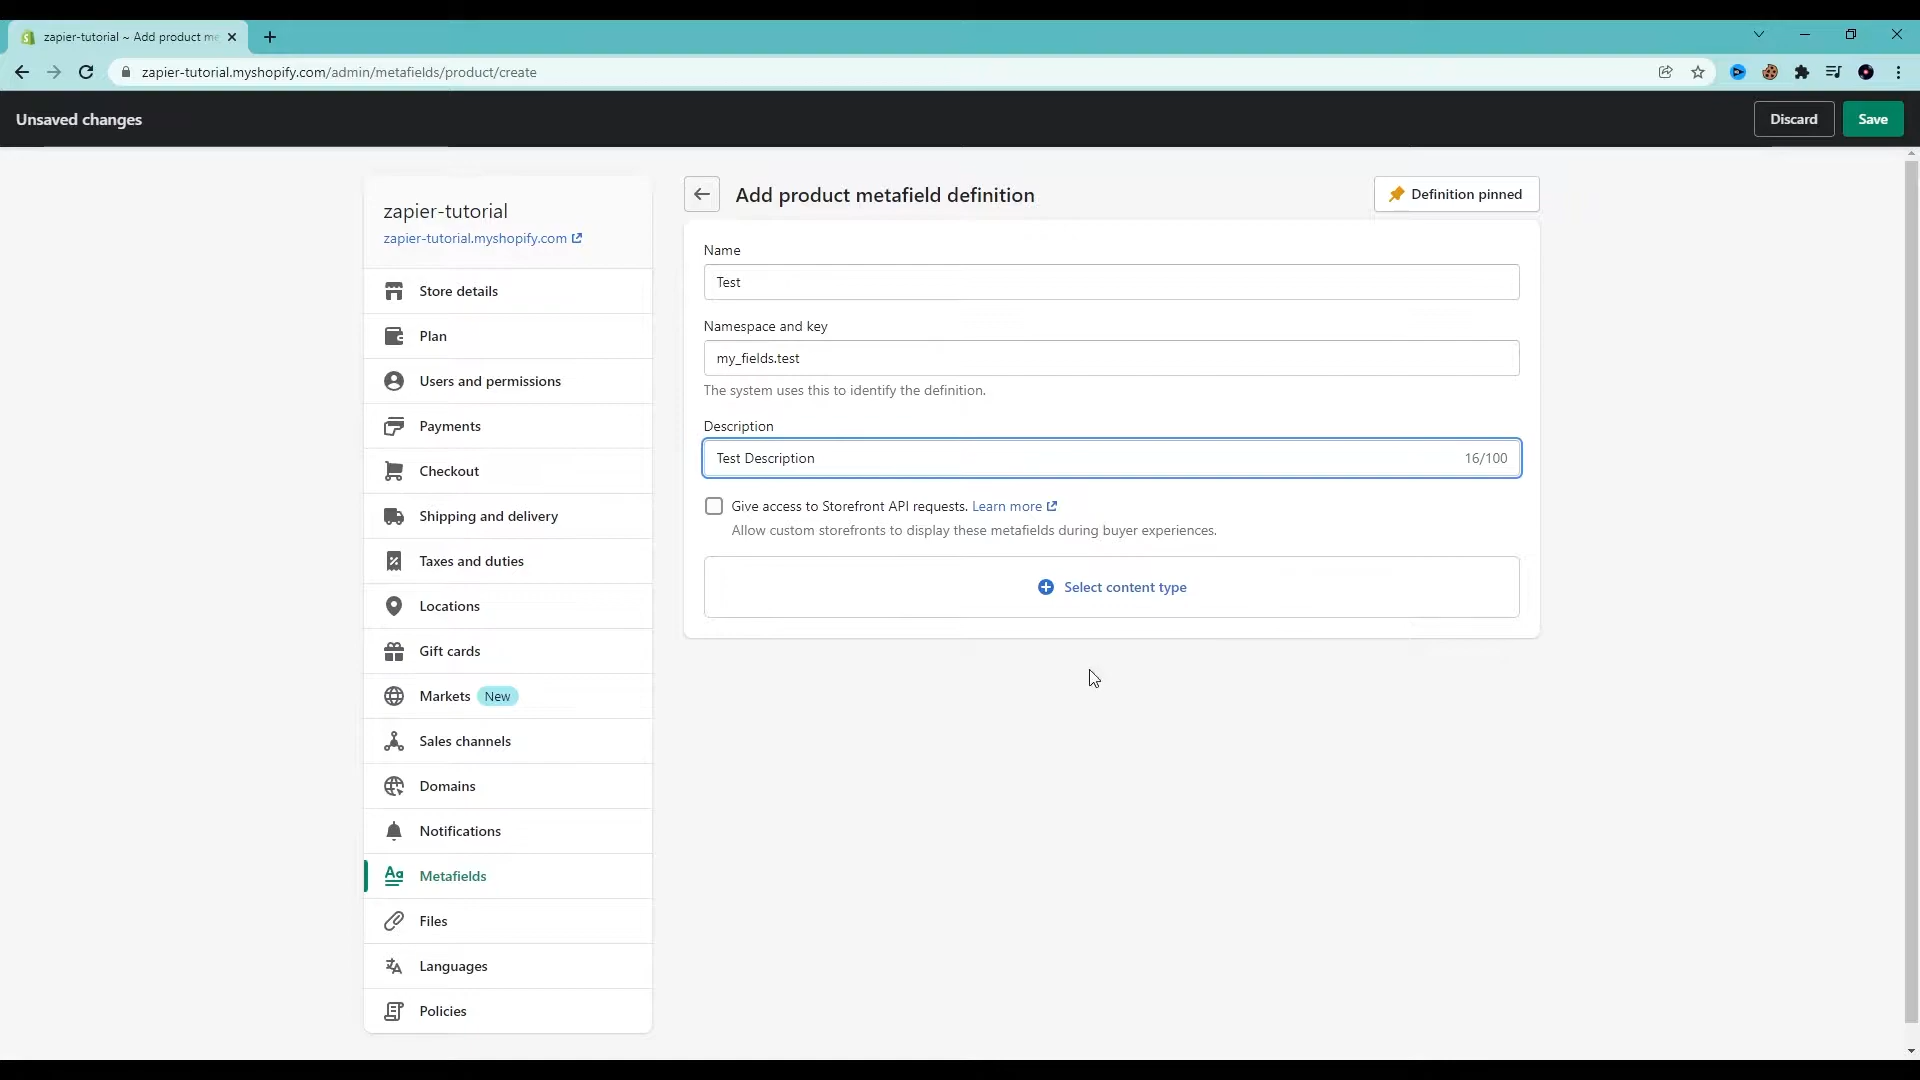 zapier-tutorial ~ Add product me
zapier-tutorial.myshopify.com/admin/metafields/product/create
Unsaved changes
Discard
Save
zapier-tutorial
zapier-tutorial.myshopify.com
Store details
Plan
Users and permissions
Payments
Checkout
Shipping and delivery
Taxes and duties
Locations
Gift cards
Markets New
Sales channels
Domains
Notifications
Metafields
Files
Languages
Policies
Add product metafield definition
Definition pinned
Name
Test
Namespace and key
my_fields.test
The system uses this to identify the definition.
Description
Test Description 16/100
Give access to Storefront API requests. Learn more
Allow custom storefronts to display these metafields during buyer experiences.
Select content type